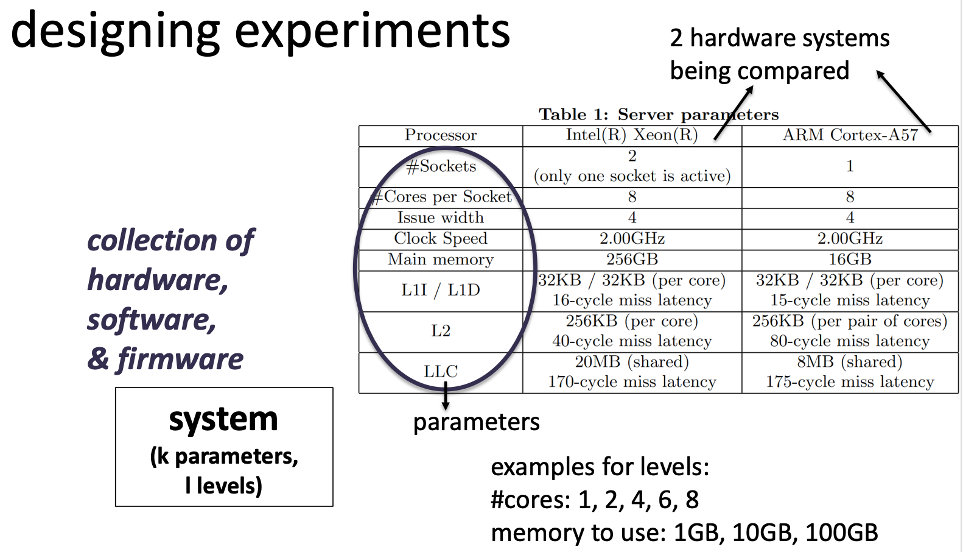 designing experiments
2 hardware systems
being compared
Table 1: Server parameters
Processor Intel(R) Xeon(R) ARM Cortex-A57
#Sockets 2 1
(only one socket is active)
#Cores per Socket 8 8
Issue width 4 4
Clock Speed 2.00GHz 2.00GHz
Main memory 256GB 16GB
L1I / L1D 32KB / 32KB (per core) 32KB / 32KB (per core)
16-cycle miss latency 15-cycle miss latency
L2 256KB (per core) 256KB (per pair of cores)
40-cycle miss latency 80-cycle miss latency
LLC 20MB (shared) 8MB (shared)
170-cycle miss latency 175-cycle miss latency
collection of
hardware,
software,
& firmware
system
(k parameters,
l levels)
parameters
examples for levels:
#cores: 1, 2, 4, 6, 8
memory to use: 1GB, 10GB, 100GB